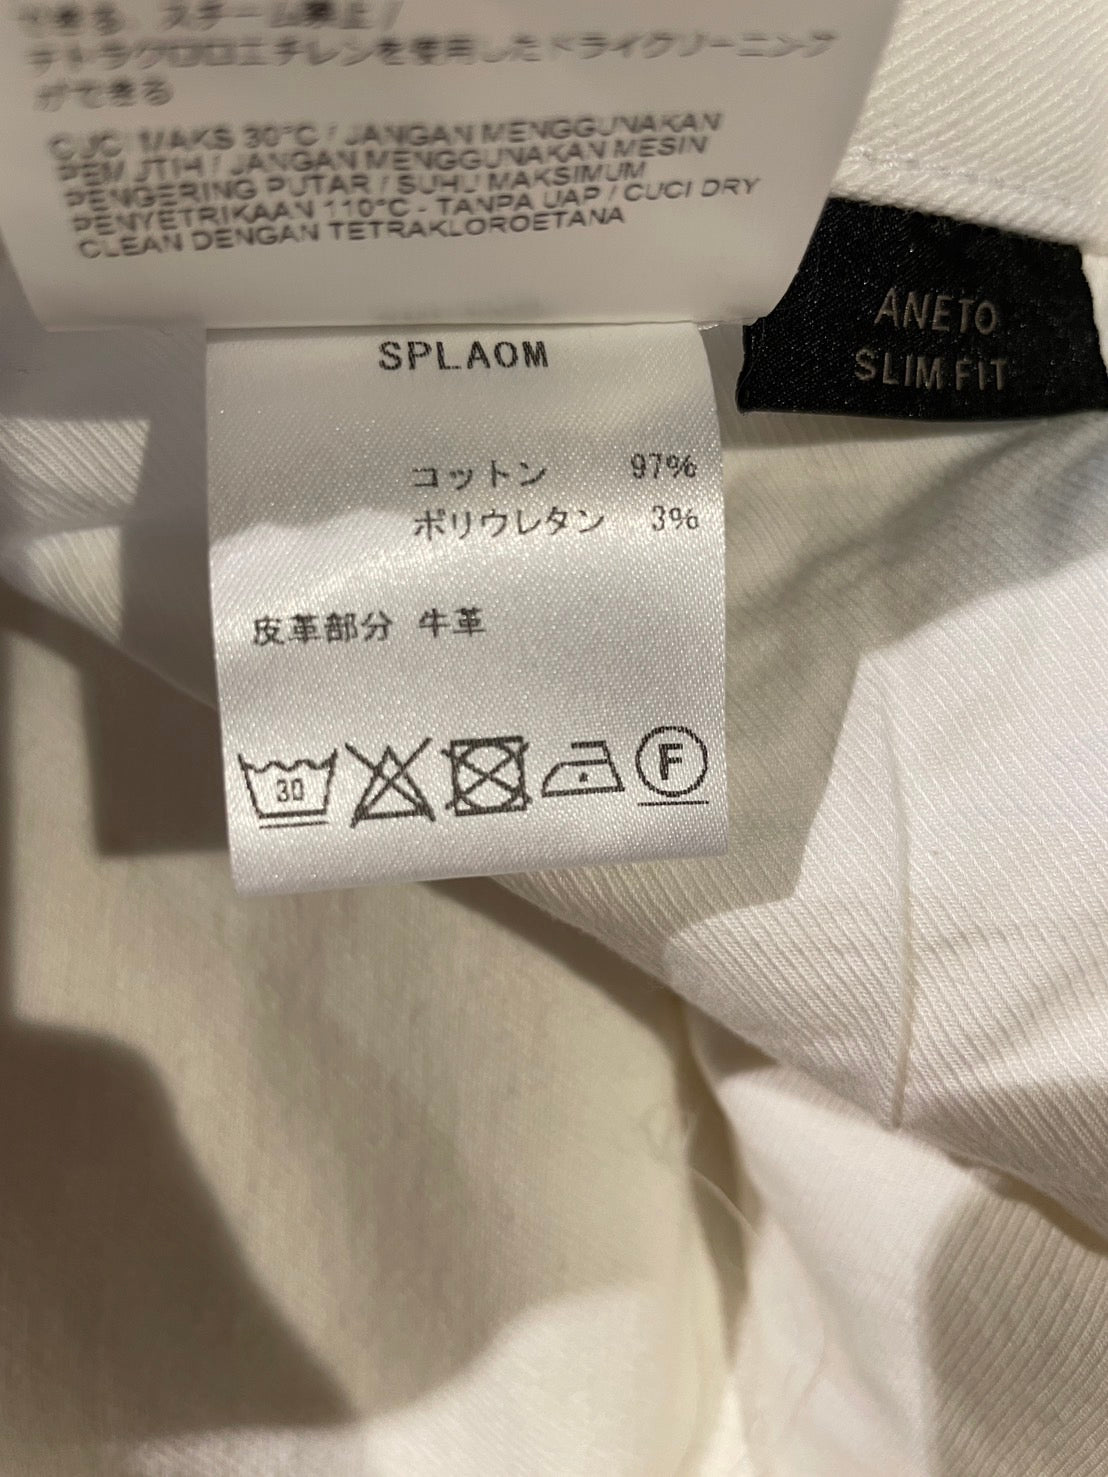 できる/スチーム禁止/
テトラクロロエチレンを使用したドライクリーニング
ができる
CUCI MAKS 30°C / JANGAN MENGGUNAKAN
PEMUTIH / JANGAN MENGGUNAKAN MESIN
PENGERING PUTAR / SUHU MAKSIMUM
PENYETRIKAAN 110°C - TANPA UAP / CUCI DRY
CLEAN DENGAN TETRAKLOROETANA
ANETO
SLIM FIT
SPLAOM
コットン 97%
ポリウレタン 3%
皮革部分 牛革
30 F